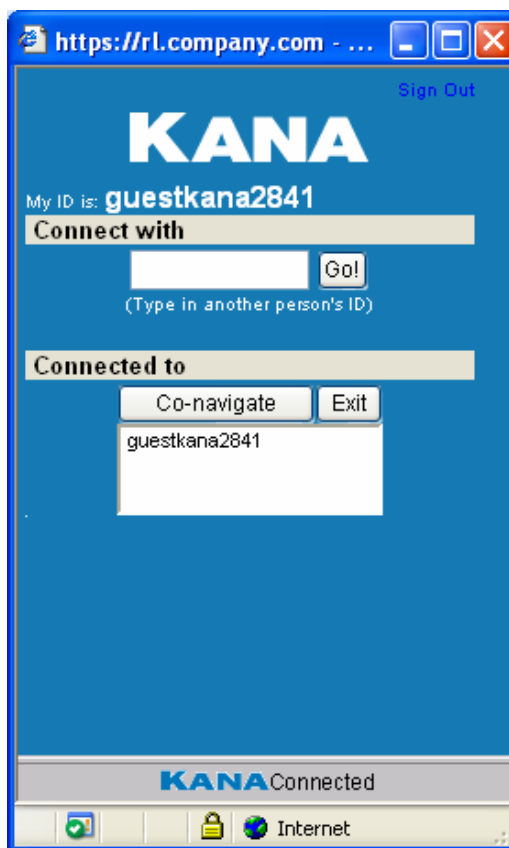 https://rl.company.com - ...
Sign Out
KANA
My ID is: guestkana2841
Connect with
Go!
(Type in another person's ID)
Connected to
Co-navigate Exit
guestkana2841
KANA Connected
Internet